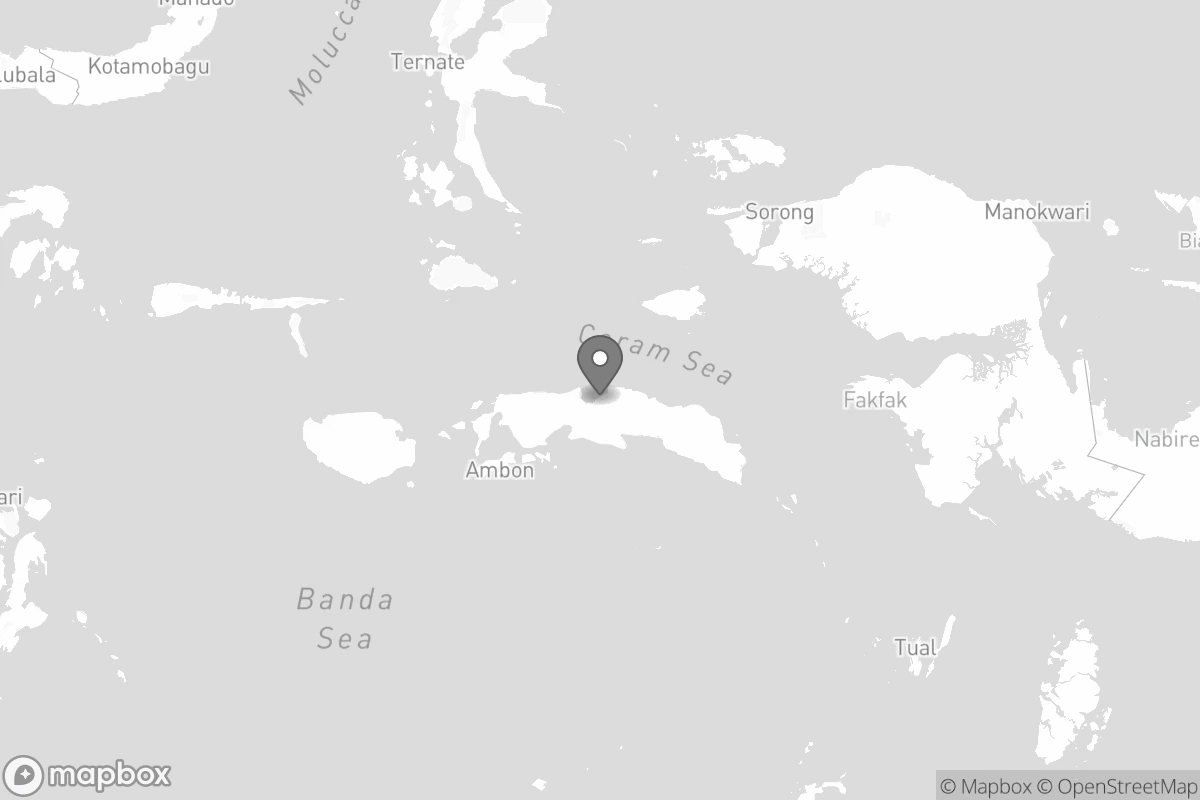 Manado
Molucca
Ternate
Kotamobagu
lubala
Sorong
Manokwari
Bia
Ceram Sea
Fakfak
Nabire
Ambon
ari
Banda
Sea
Tual
mapbox
© Mapbox © OpenStreetMap